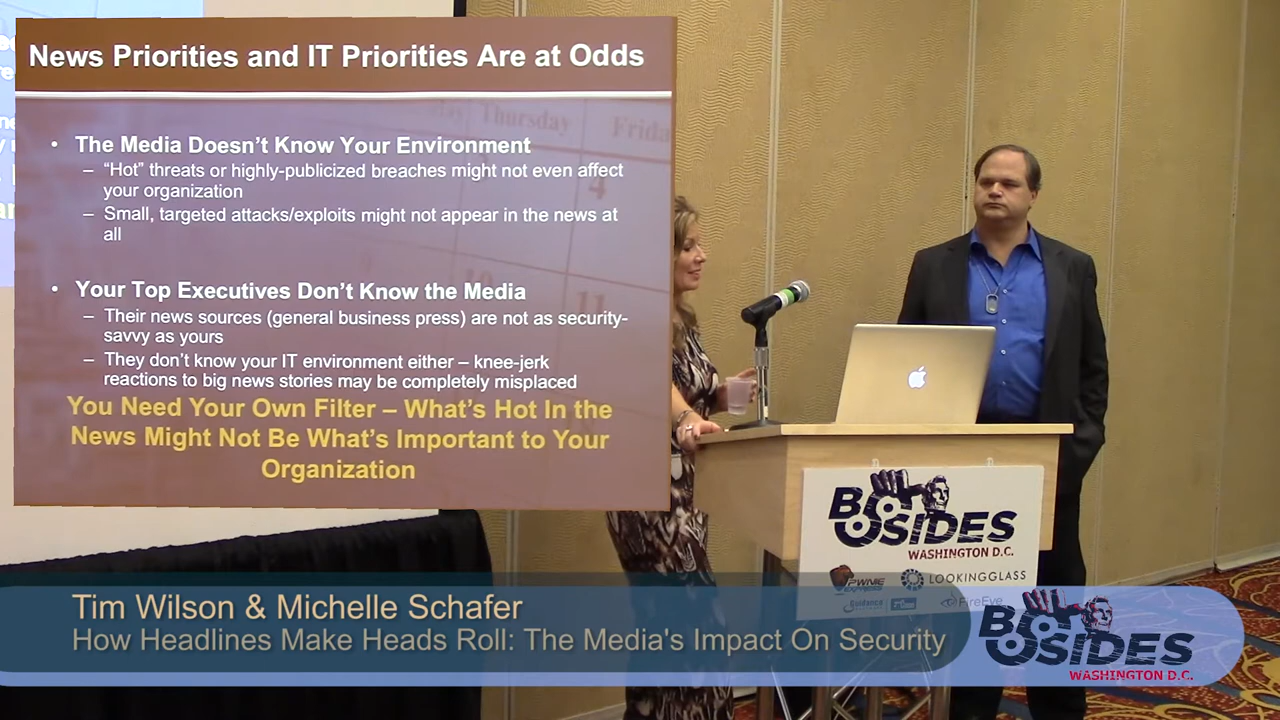 News Priorities and IT Priorities Are at Odds
Thursday
• The Media Doesn't Know Your Environment
– "Hot" threats or highly-publicized breaches might not even affect
your organization
– Small, targeted attacks/exploits might not appear in the news at
all
• Your Top Executives Don't Know the Media
– Their news sources (general business press) are not as security-
savvy as yours
– They don't know your IT environment either – knee-jerk
reactions to big news stories may be completely misplaced
You Need Your Own Filter – What's Hot In the
News Might Not Be What's Important to Your
Organization
4
11
BSIDES
WASHINGTON D.C.
PWNIE
LOOKINGGLASS
FireEye
Tim Wilson & Michelle Schafer
How Headlines Make Heads Roll: The Media's Impact On Security
BSIDES
WASHINGTON D.C.